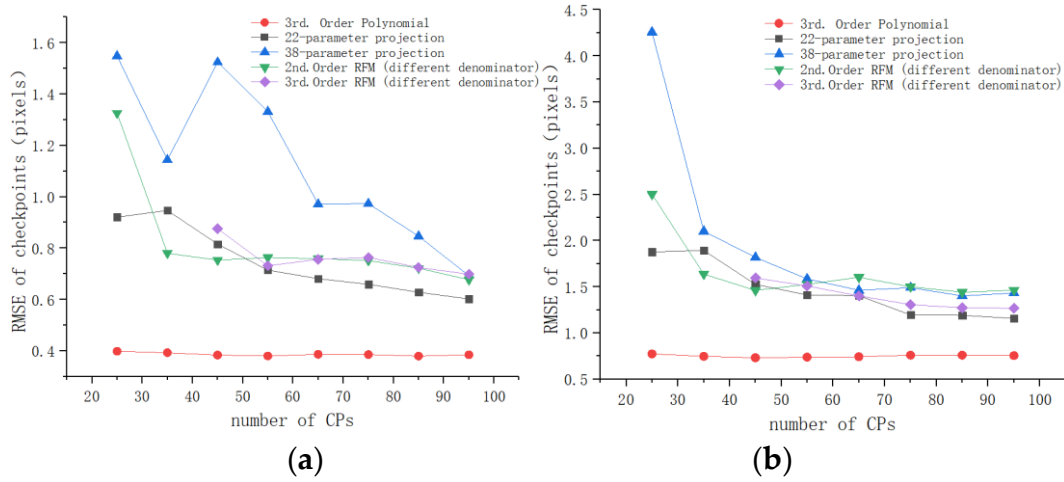 3rd. Order Polynomial
22-parameter projection
38-parameter projection
2nd.Order RFM (different denominator)
3rd.Order RFM (different denominator)
RMSE of checkpoints (pixels)
1.6
1.4
1.2
1.0
0.8
0.6
0.4
20 30 40 50 60 70 80 90 100
number of CPs
(a)
3rd. Order Polynomial
22-parameter projection
38-parameter projection
2nd.Order RFM (different denominator)
3rd.Order RFM (different denominator)
RMSE of checkpoints (pixels)
4.5
4.0
3.5
3.0
2.5
2.0
1.5
1.0
0.5
20 30 40 50 60 70 80 90 100
number of CPs
(b)